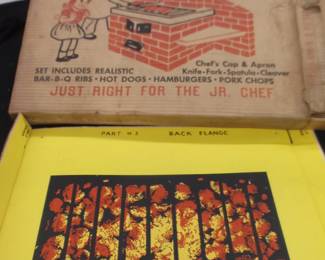 Chef's Cap & Apron
SET INCLUDES REALISTIC Knife-Fork-Spatula-Cleaver
BAR-B-Q RIBS • HOT DOGS • HAMBURGERS • PORK CHOPS
JUST RIGHT FOR THE JR. CHEF
PART # 3 BACK FLANGE